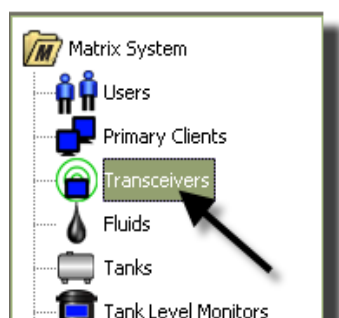 Matrix System
Users
Primary Clients
Transceivers
Fluids
Tanks
Tank Level Monitors